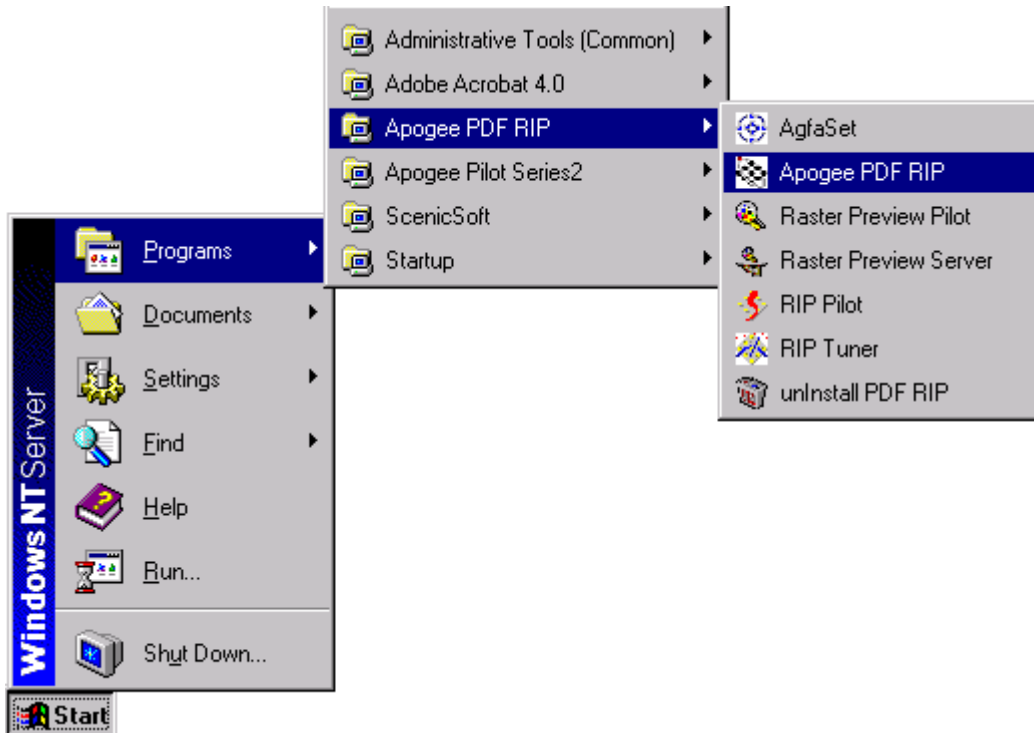 Administrative Tools (Common)
Adobe Acrobat 4.0
Apogee PDF RIP
Apogee Pilot Series2
ScenicSoft
Startup
AgfaSet
Apogee PDF RIP
Raster Preview Pilot
Raster Preview Server
RIP Pilot
RIP Tuner
unInstall PDF RIP
Programs
Documents
Settings
Find
Help
Run...
Shut Down...
Windows NT Server
Start